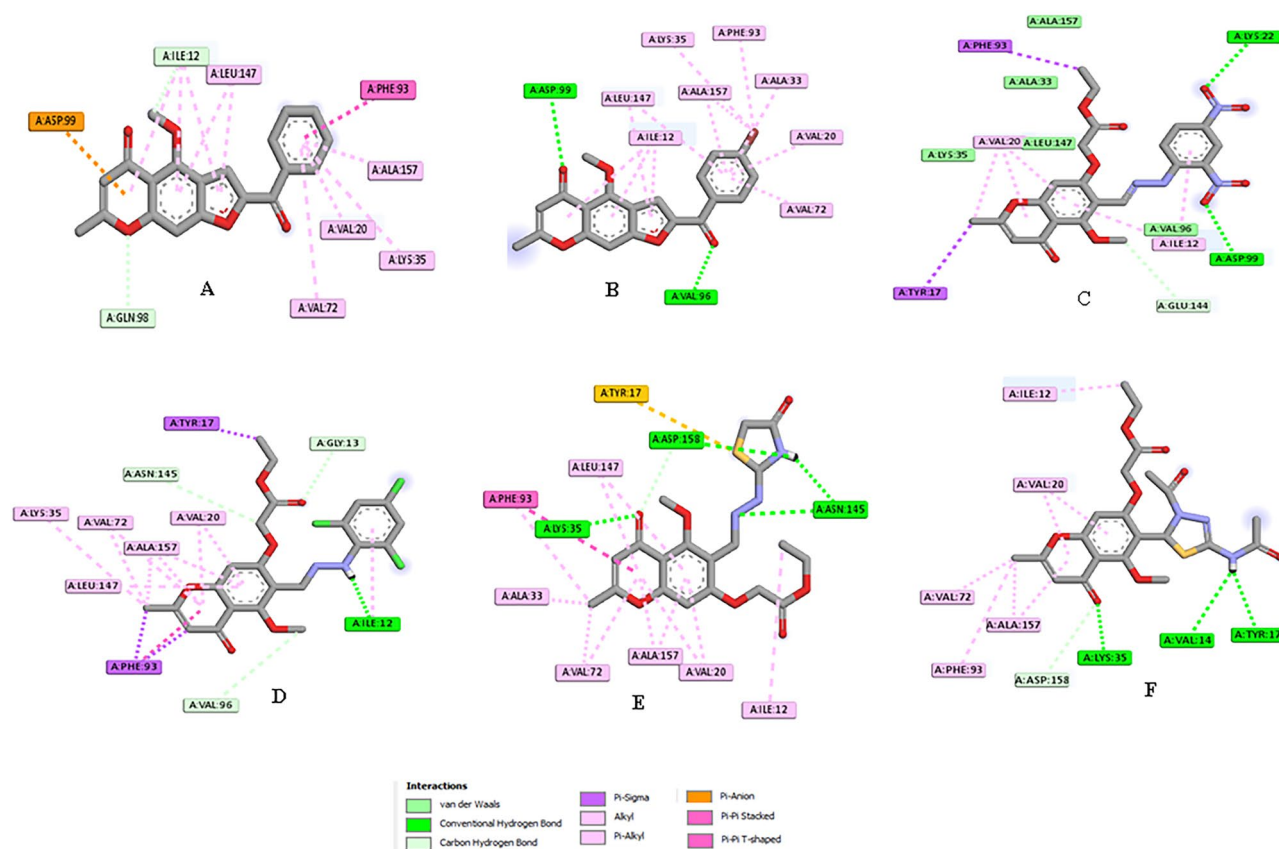 A:ILE:12
A:LEU:147
A:PHE:93
A:ASP:99
A:ALA:157
A:VAL:20
A:LYS:35
A:VAL:72
A:GLN:98
A
A:LYS:35
A:PHE:93
A:ASP:99
A:ALA:33
A:LEU:147
A:ALA:157
A:ILE:12
A:VAL:20
A:VAL:72
A:VAL:96
B
A:ALA:157
A:LYS:22
A:PHE:93
A:ALA:33
A:VAL:20
A:LEU:147
A:LYS:35
A:VAL:96
A:ILE:12
A:ASP:99
A:TYR:17
A:GLU:144
C
A:TYR:17
A:GLY:13
A:ASN:145
A:LYS:35
A:VAL:72
A:VAL:20
A:ALA:157
A:LEU:147
A:ILE:12
A:PHE:93
A:VAL:96
D
A:TYR:17
A:ASP:158
A:LEU:147
A:PHE:93
A:LYS:35
A:ASN:145
A:ALA:33
A:ALA:157
A:VAL:72
A:VAL:20
A:ILE:12
E
A:ILE:12
A:VAL:20
A:VAL:72
A:ALA:157
A:PHE:93
A:LYS:35
A:VAL:14
A:TYR:17
A:ASP:158
F
Interactions
van der Waals
Conventional Hydrogen Bond
Carbon Hydrogen Bond
Pi-Sigma
Alkyl
Pi-Alkyl
Pi-Anion
Pi-Pi Stacked
Pi-Pi T-shaped